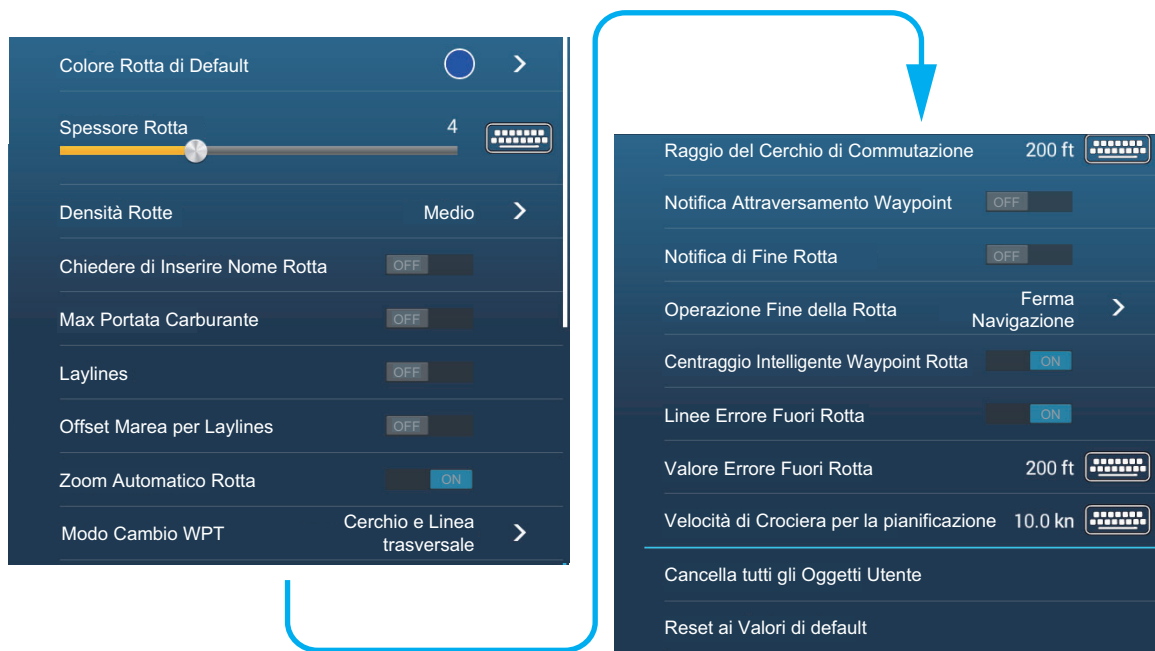 Colore Rotta di Default
Spessore Rotta 4
Densità Rotte Medio
Chiedere di Inserire Nome Rotta OFF
Max Portata Carburante OFF
Laylines OFF
Offset Marea per Laylines OFF
Zoom Automatico Rotta ON
Modo Cambio WPT Cerchio e Linea
trasversale
Raggio del Cerchio di Commutazione 200 ft
Notifica Attraversamento Waypoint OFF
Notifica di Fine Rotta OFF
Operazione Fine della Rotta Ferma
Navigazione
Centraggio Intelligente Waypoint Rotta ON
Linee Errore Fuori Rotta ON
Valore Errore Fuori Rotta 200 ft
Velocità di Crociera per la pianificazione 10.0 kn
Cancella tutti gli Oggetti Utente
Reset ai Valori di default